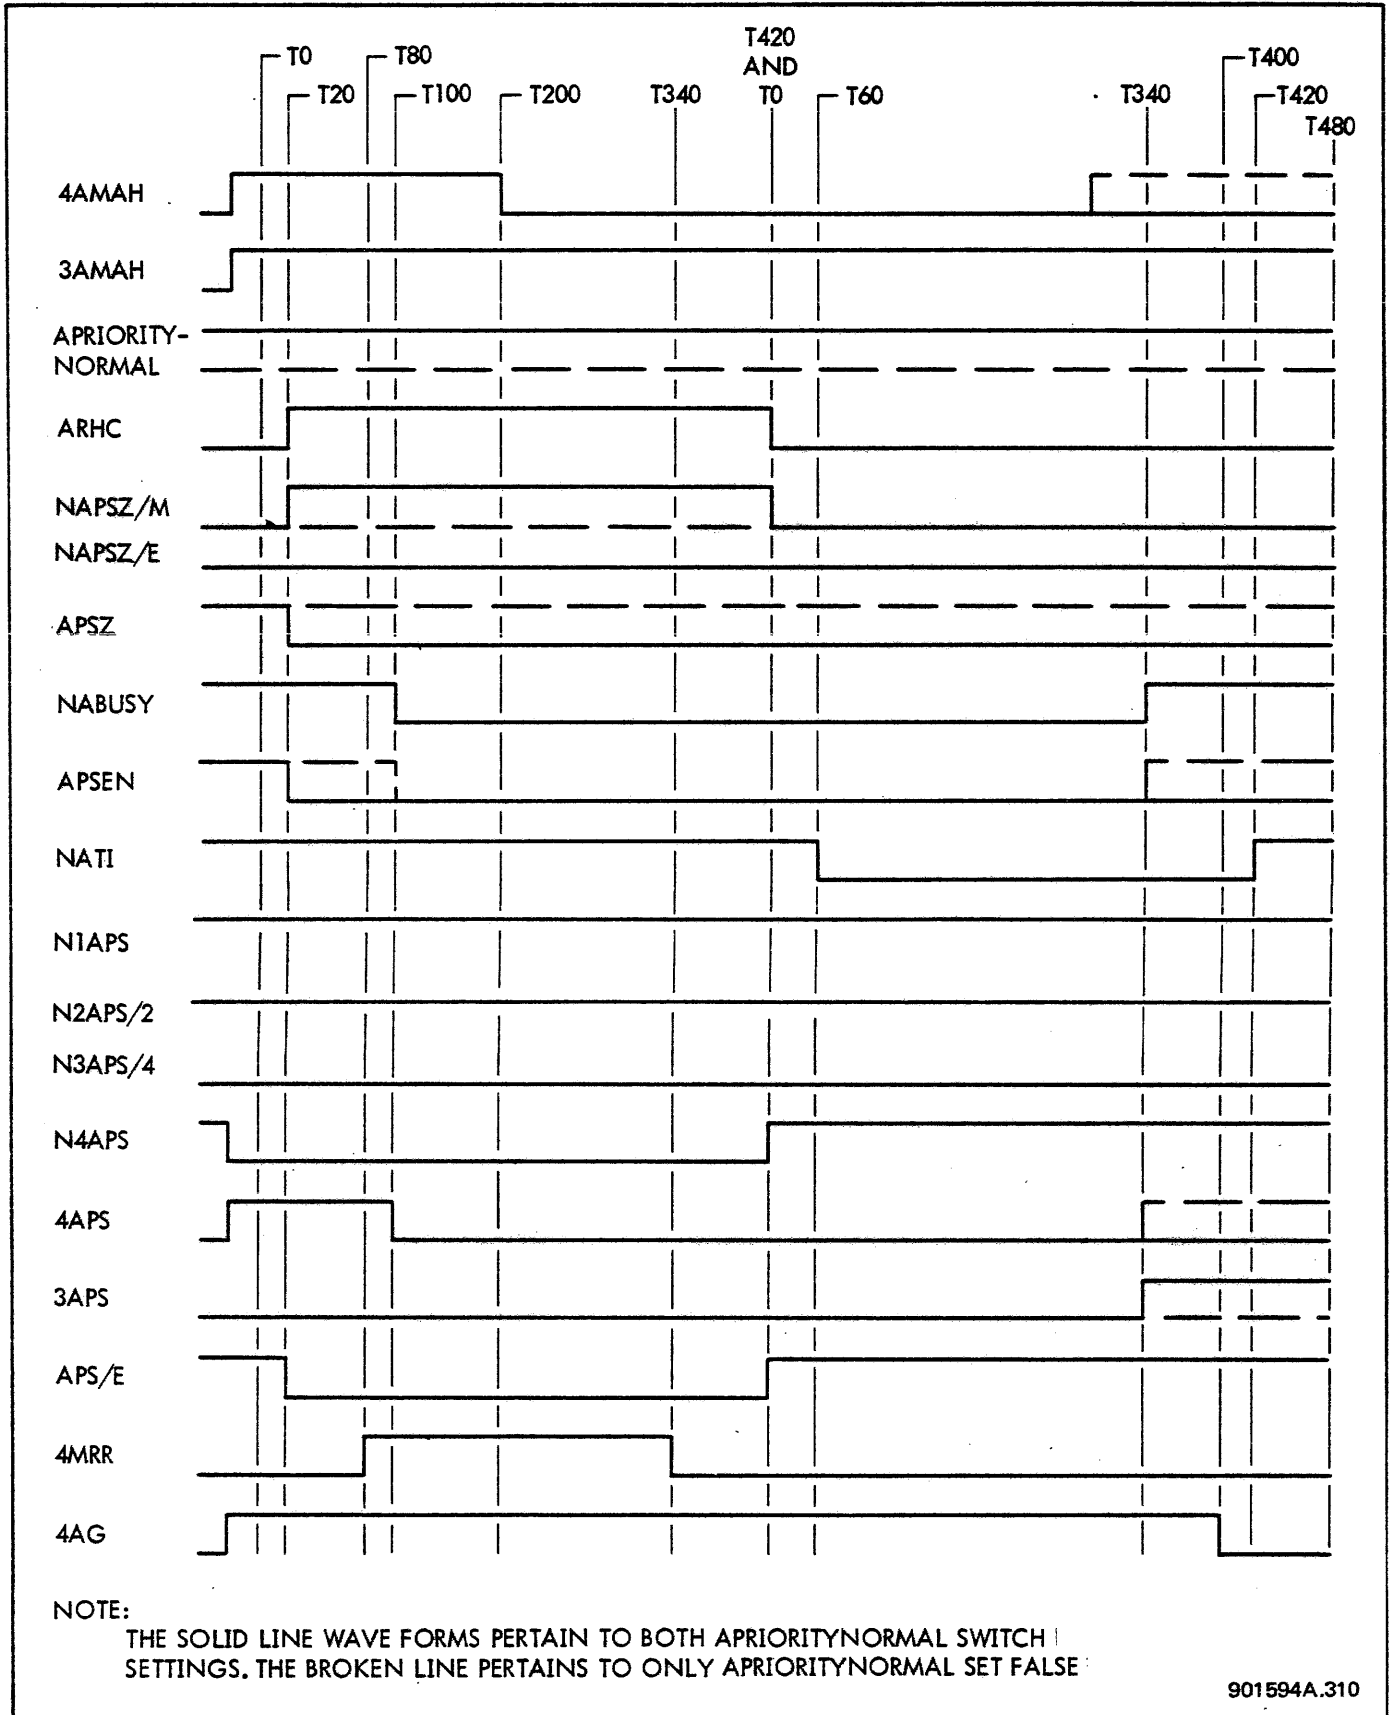 T420
T0 T80 AND T400
T20 T100 T200 T340 T0 T60 T340 T420
T480
4AMAH
3AMAH
APRIORITY-
NORMAL
ARHC
NAPSZ/M
NAPSZ/E
APSZ
NABUSY
APSEN
NATI
N1APS
N2APS/2
N3APS/4
N4APS
4APS
3APS
APS/E
4MRR
4AG
NOTE:
THE SOLID LINE WAVE FORMS PERTAIN TO BOTH APRIORITYNORMAL SWITCH
SETTINGS. THE BROKEN LINE PERTAINS TO ONLY APRIORITYNORMAL SET FALSE
901594A.310